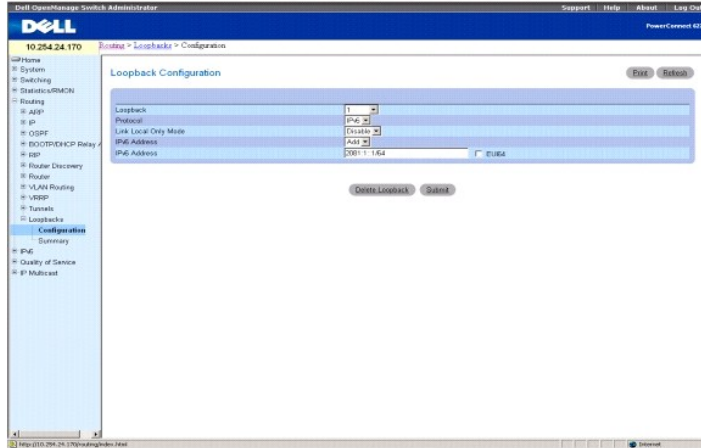 Dell OpenManage Switch Administrator
Support Help About Log Out
DELL
PowerConnect 622
10.254.24.170
Routing > Loopbacks > Configuration
Home
System
Switching
Statistics/RMON
Routing
ARP
IP
OSPF
BOOTP/DHCP Relay A
RIP
Router Discovery
Router
VLAN Routing
VRRP
Tunnels
Loopbacks
Configuration
Summary
IPv6
Quality of Service
IP Multicast
Loopback Configuration
Print Refresh
Loopback 1
Protocol IPv6
Link Local Only Mode Disable
IPv6 Address Add
IPv6 Address 2081:1::1/64 EUI64
Delete Loopback Submit
http://10.254.24.170/routing/index.html
Internet